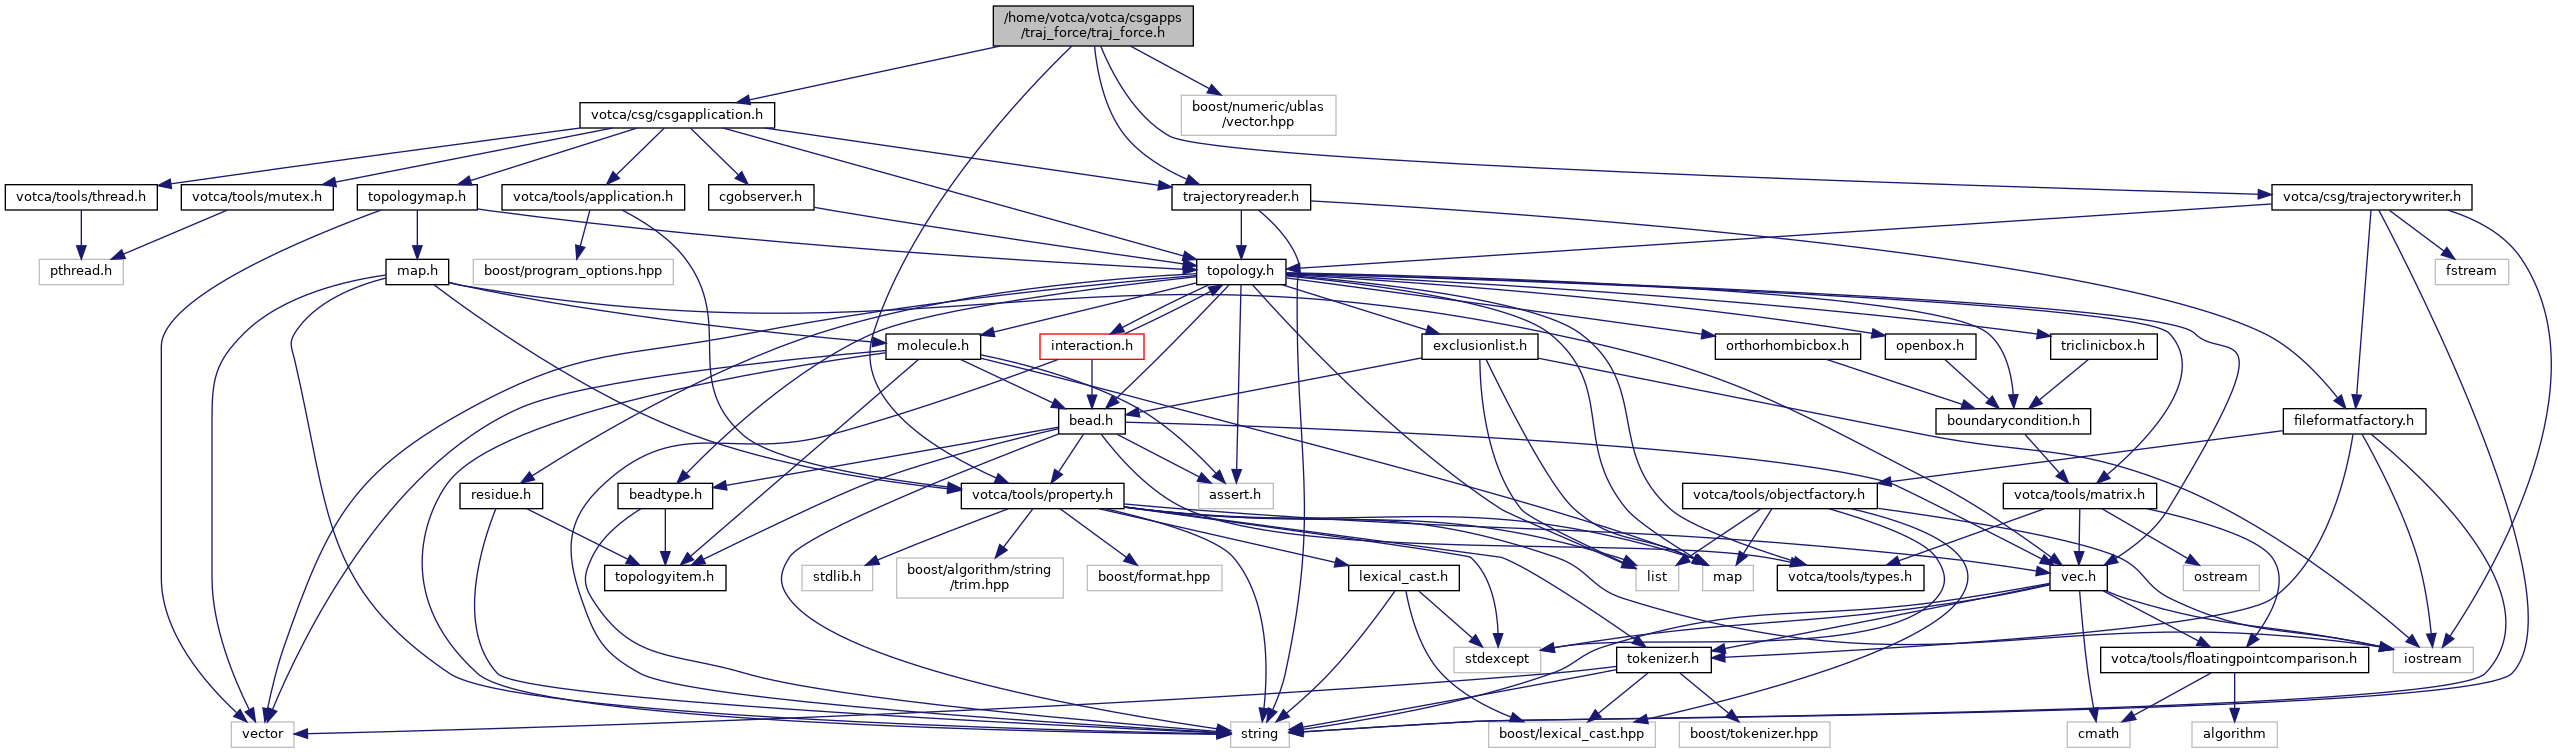 /home/votca/votca/csgapps
/traj_force/traj_force.h
boost/numeric/ublas
/vector.hpp
votca/csg/csgapplication.h
votca/tools/thread.h
votca/tools/mutex.h
topologymap.h
votca/tools/application.h
cgobserver.h
trajectoryreader.h
votca/csg/trajectorywriter.h
pthread.h
map.h
boost/program_options.hpp
topology.h
fstream
molecule.h
interaction.h
exclusionlist.h
orthorhombicbox.h
openbox.h
triclinicbox.h
bead.h
boundarycondition.h
fileformatfactory.h
residue.h
beadtype.h
votca/tools/property.h
assert.h
votca/tools/objectfactory.h
votca/tools/matrix.h
topologyitem.h
stdlib.h
boost/algorithm/string
/trim.hpp
boost/format.hpp
lexical_cast.h
list
map
votca/tools/types.h
vec.h
ostream
stdexcept
tokenizer.h
votca/tools/floatingpointcomparison.h
iostream
vector
string
boost/lexical_cast.hpp
boost/tokenizer.hpp
cmath
algorithm